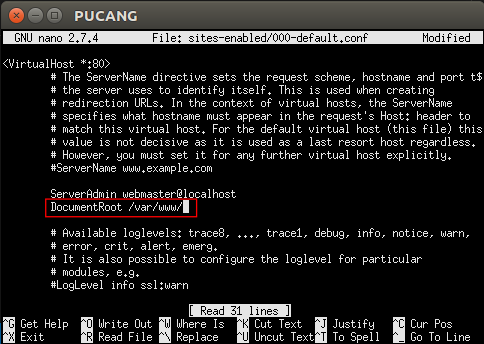 PUCANG
GNU nano 2.7.4 File: sites-enabled/000-default.conf Modified
<VirtualHost *:80>
# The ServerName directive sets the request scheme, hostname and port t$
# the server uses to identify itself. This is used when creating
# redirection URLs. In the context of virtual hosts, the ServerName
# specifies what hostname must appear in the request's Host: header to
# match this virtual host. For the default virtual host (this file) this
# value is not decisive as it is used as a last resort host regardless.
# However, you must set it for any further virtual host explicitly.
#ServerName www.example.com
ServerAdmin webmaster@localhost
DocumentRoot /var/www/
# Available loglevels: trace8, ..., trace1, debug, info, notice, warn,
# error, crit, alert, emerg.
# It is also possible to configure the loglevel for particular
# modules, e.g.
#LogLevel info ssl:warn
[ Read 31 lines ]
^G Get Help ^O Write Out ^W Where Is ^K Cut Text ^J Justify ^C Cur Pos
^X Exit ^R Read File ^\ Replace ^U Uncut Text ^T To Spell ^_ Go To Line